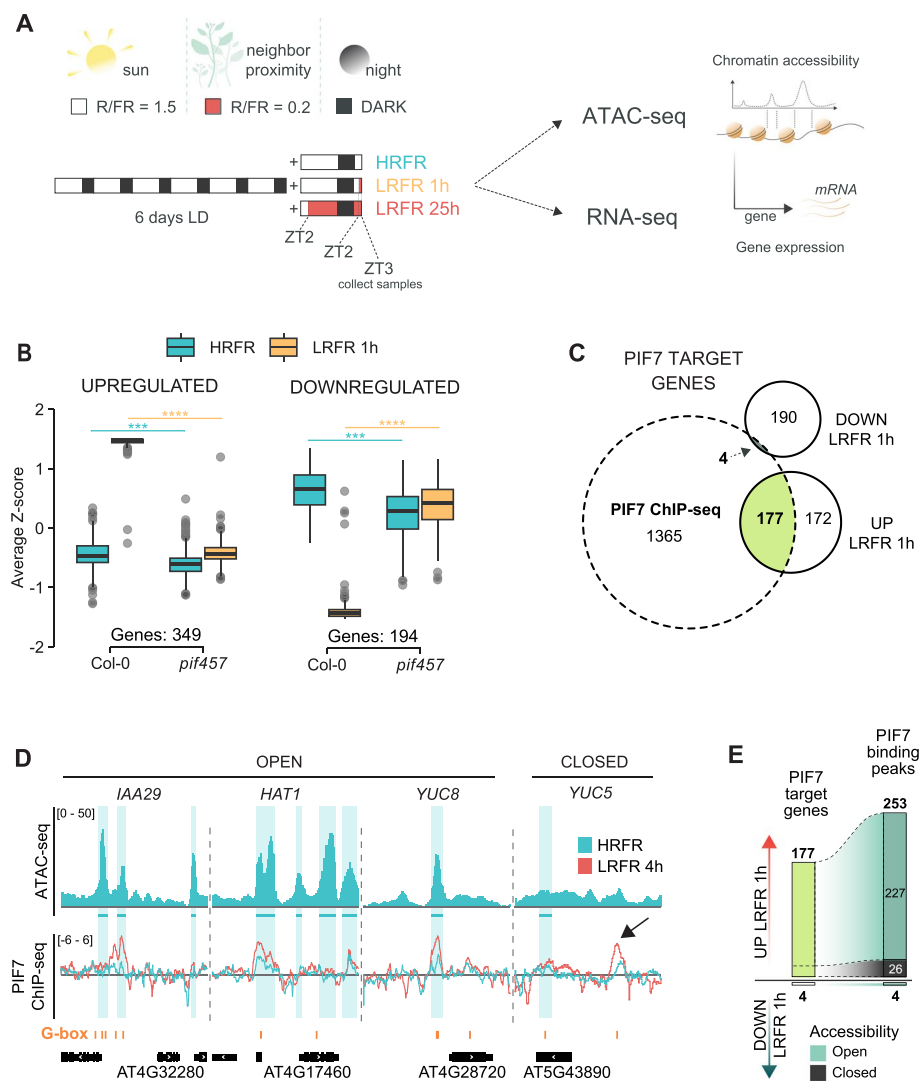 A
sun
neighbor
proximity
night
R/FR = 1.5
R/FR = 0.2
DARK
+
HRFR
+
LRFR 1h
+
LRFR 25h
6 days LD
ZT2
ZT2
ZT3
collect samples
ATAC-seq
RNA-seq
Chromatin accessibility
mRNA
gene
Gene expression
B
HRFR
LRFR 1h
UPREGULATED
DOWNREGULATED
Average Z-score
2
1
0
-1
-2
***
****
***
****
Genes: 349
Genes: 194
Col-0
pif457
Col-0
pif457
C
PIF7 TARGET
GENES
190
DOWN
LRFR 1h
4
PIF7 ChIP-seq
1365
177
172
UP
LRFR 1h
D
OPEN
CLOSED
IAA29
HAT1
YUC8
YUC5
[0 - 50]
ATAC-seq
HRFR
LRFR 4h
[-6 - 6]
PIF7
ChIP-seq
G-box
AT4G32280
AT4G17460
AT4G28720
AT5G43890
E
PIF7
target
genes
PIF7
binding
peaks
177
253
227
26
UP LRFR 1h
DOWN
LRFR 1h
4
4
Accessibility
Open
Closed